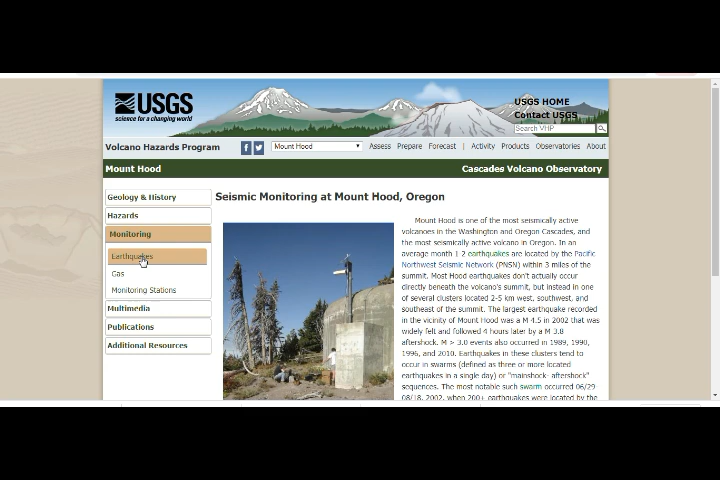 USGS
science for a changing world
USGS HOME
Contact USGS
Search VHP
Volcano Hazards Program
Mount Hood
Assess Prepare Forecast | Activity Products Observatories About
Mount Hood
Cascades Volcano Observatory
Geology & History
Hazards
Monitoring
Earthquakes
Gas
Monitoring Stations
Multimedia
Publications
Additional Resources
Seismic Monitoring at Mount Hood, Oregon
Mount Hood is one of the most seismically active
volcanoes in the Washington and Oregon Cascades, and
the most seismically active volcano in Oregon. In an
average month 1-2 earthquakes are located by the Pacific
Northwest Seismic Network (PNSN) within 3 miles of the
summit. Most Hood earthquakes don't actually occur
directly beneath the volcano's summit, but instead in one
of several clusters located 2-5 km west, southwest, and
southeast of the summit. The largest earthquake recorded
in the vicinity of Mount Hood was a M 4.5 in 2002 that was
widely felt and followed 4 hours later by a M 3.8
aftershock. M > 3.0 events also occurred in 1989, 1990,
1996, and 2010. Earthquakes in these clusters tend to
occur in swarms (defined as three or more located
earthquakes in a single day) or "mainshock- aftershock"
sequences. The most notable such swarm occurred 06/29-
08/18, 2002, when 200+ earthquakes were located by the